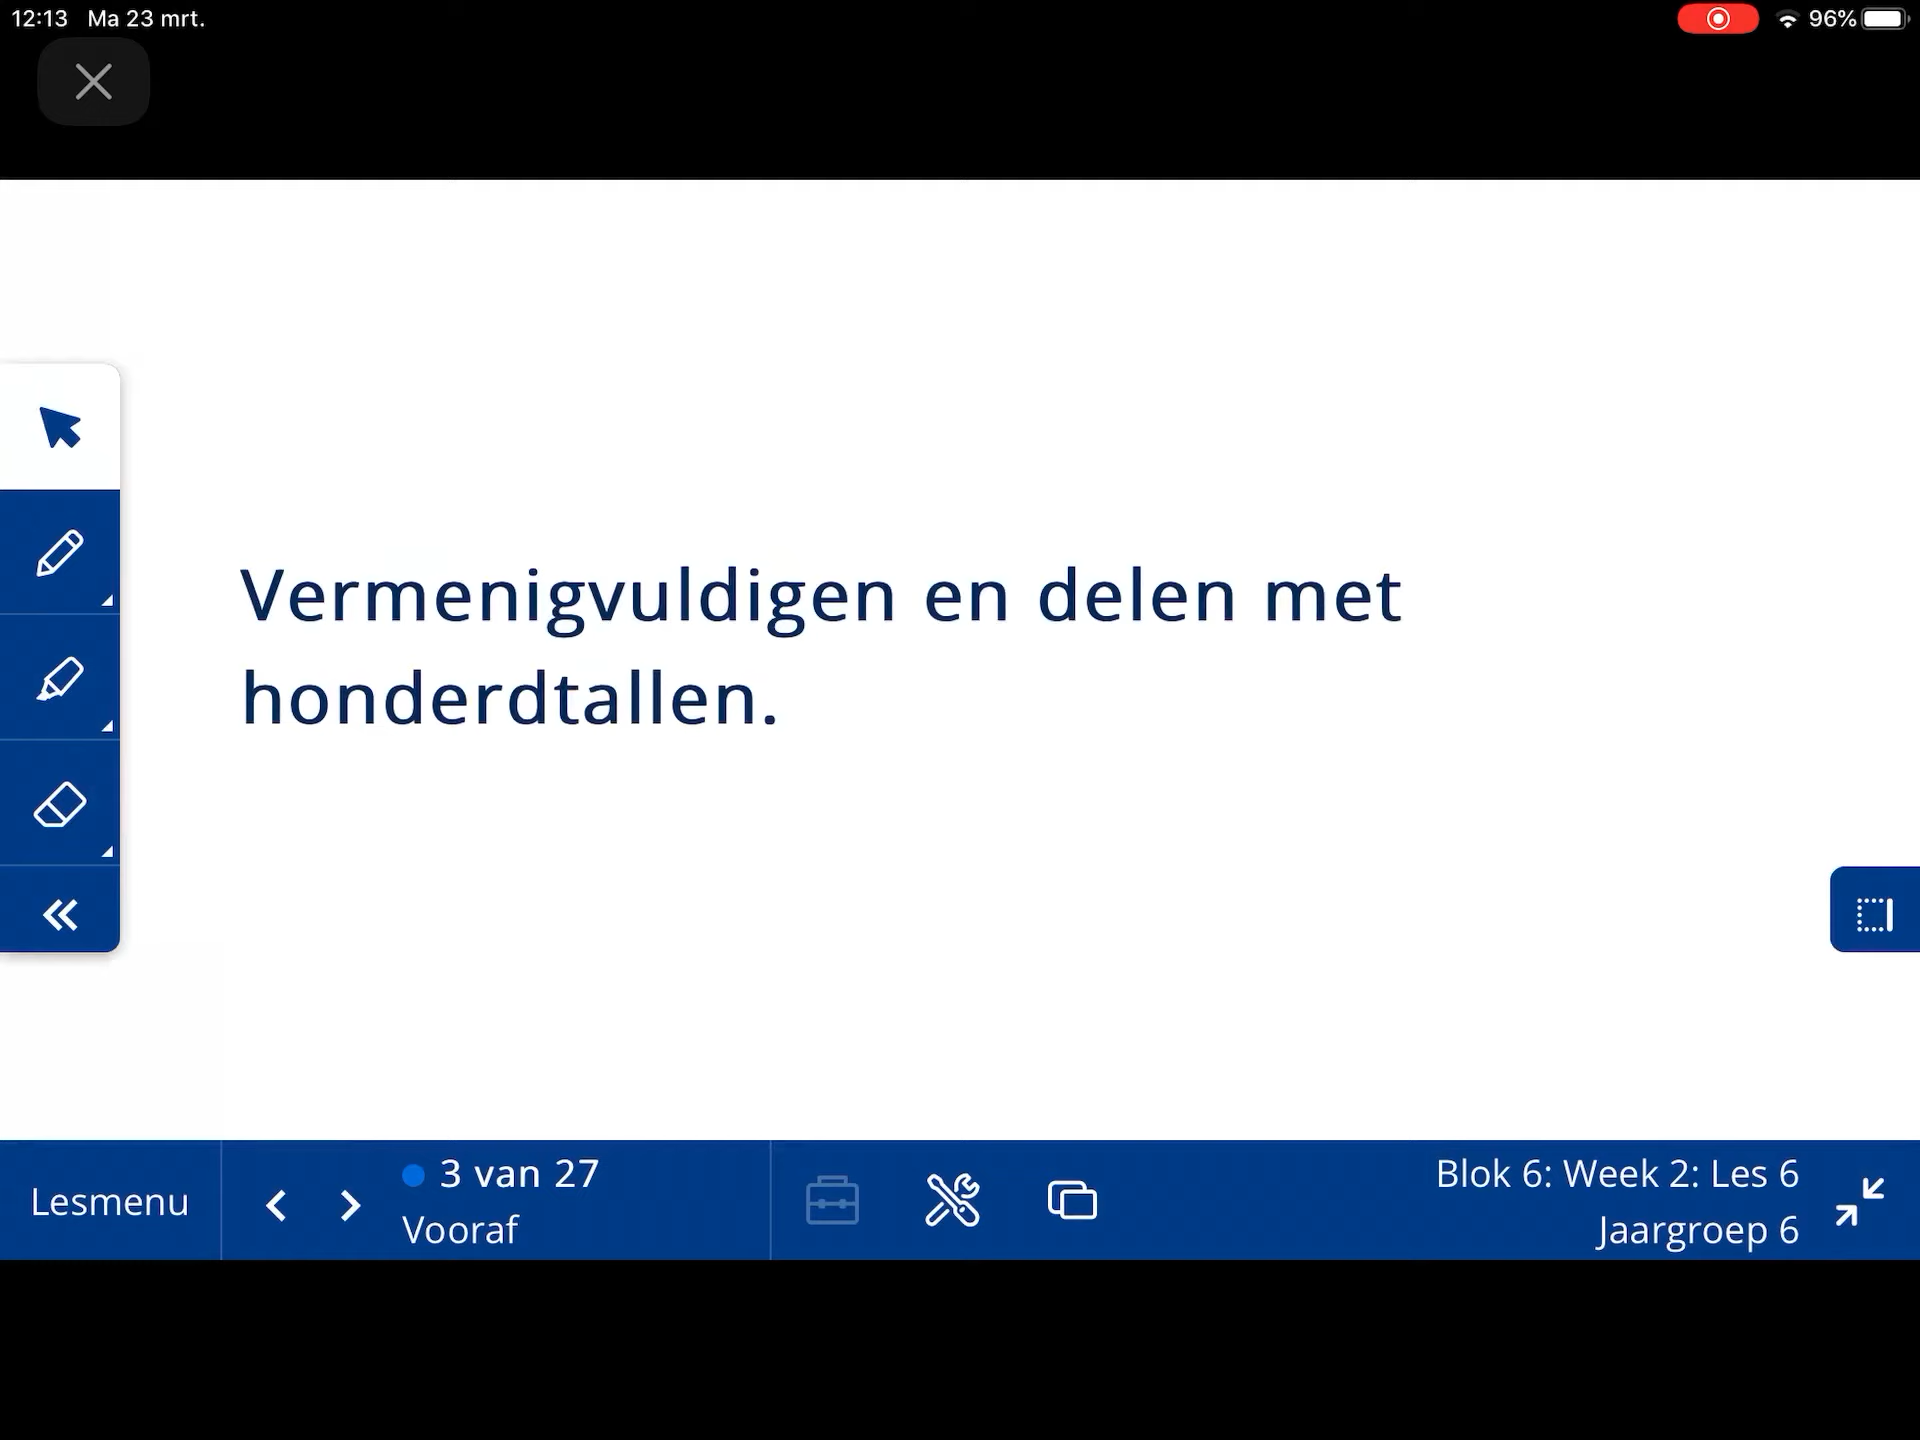 12:13 Ma 23 mrt. 96%
Vermenigvuldigen en delen met
honderdtallen.
Lesmenu
3 van 27
Vooraf
Blok 6: Week 2: Les 6
Jaargroep 6